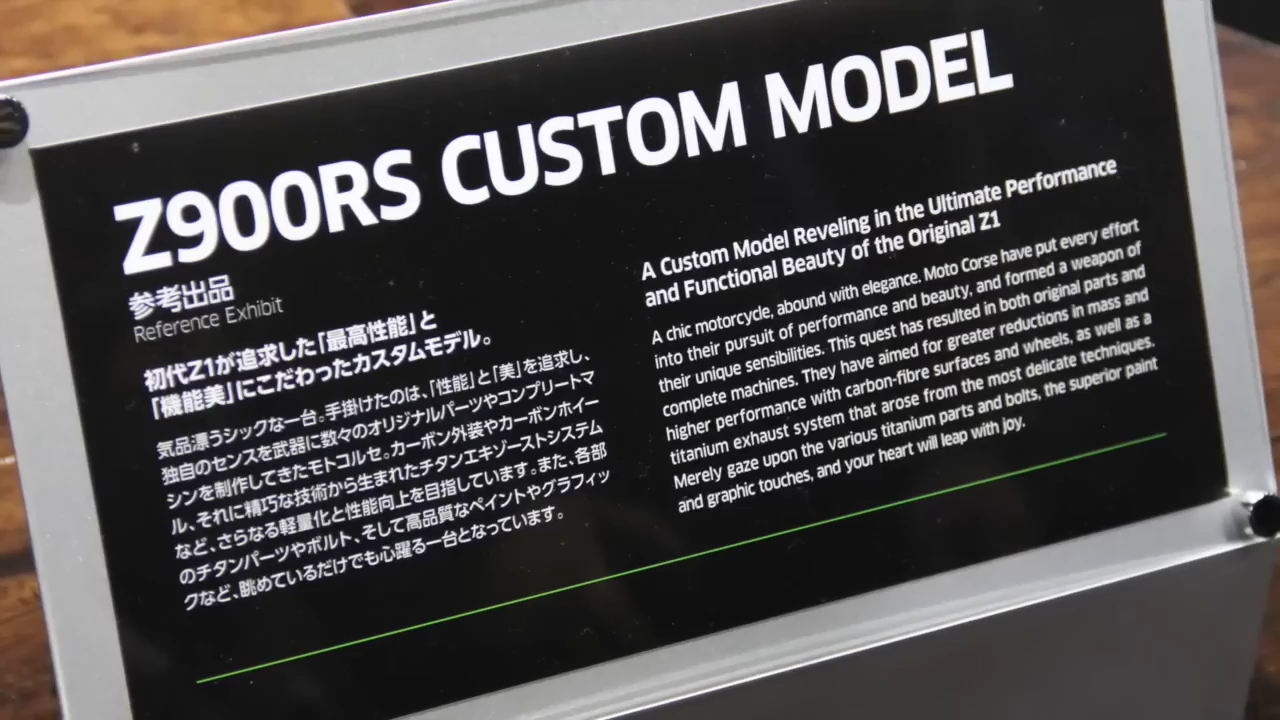 Z900RS CUSTOM MODEL
参考出品
Reference Exhibit
初代Z1が追求した「最高性能」と
「機能美」にこだわったカスタムモデル。
気品漂うシックな一台。手掛けたのは、「性能」と「美」を追求し、
独自のセンスを武器に数々のオリジナルパーツやコンプリートマ
シンを制作してきたモトコルセ。カーボン外装やカーボンホイー
ル、それに精巧な技術から生まれたチタンエキゾーストシステム
など、さらなる軽量化と性能向上を目指しています。また、各部
のチタンパーツやボルト、そして高品質なペイントやグラフィッ
クなど、眺めているだけでも心躍る一台となっています。
A Custom Model Reveling in the Ultimate Performance
and Functional Beauty of the Original Z1
A chic motorcycle, abound with elegance. Moto Corse have put every effort
into their pursuit of performance and beauty, and formed a weapon of
their unique sensibilities. This quest has resulted in both original parts and
complete machines. They have aimed for greater reductions in mass and
higher performance with carbon-fibre surfaces and wheels, as well as a
titanium exhaust system that arose from the most delicate techniques.
Merely gaze upon the various titanium parts and bolts, the superior paint
and graphic touches, and your heart will leap with joy.